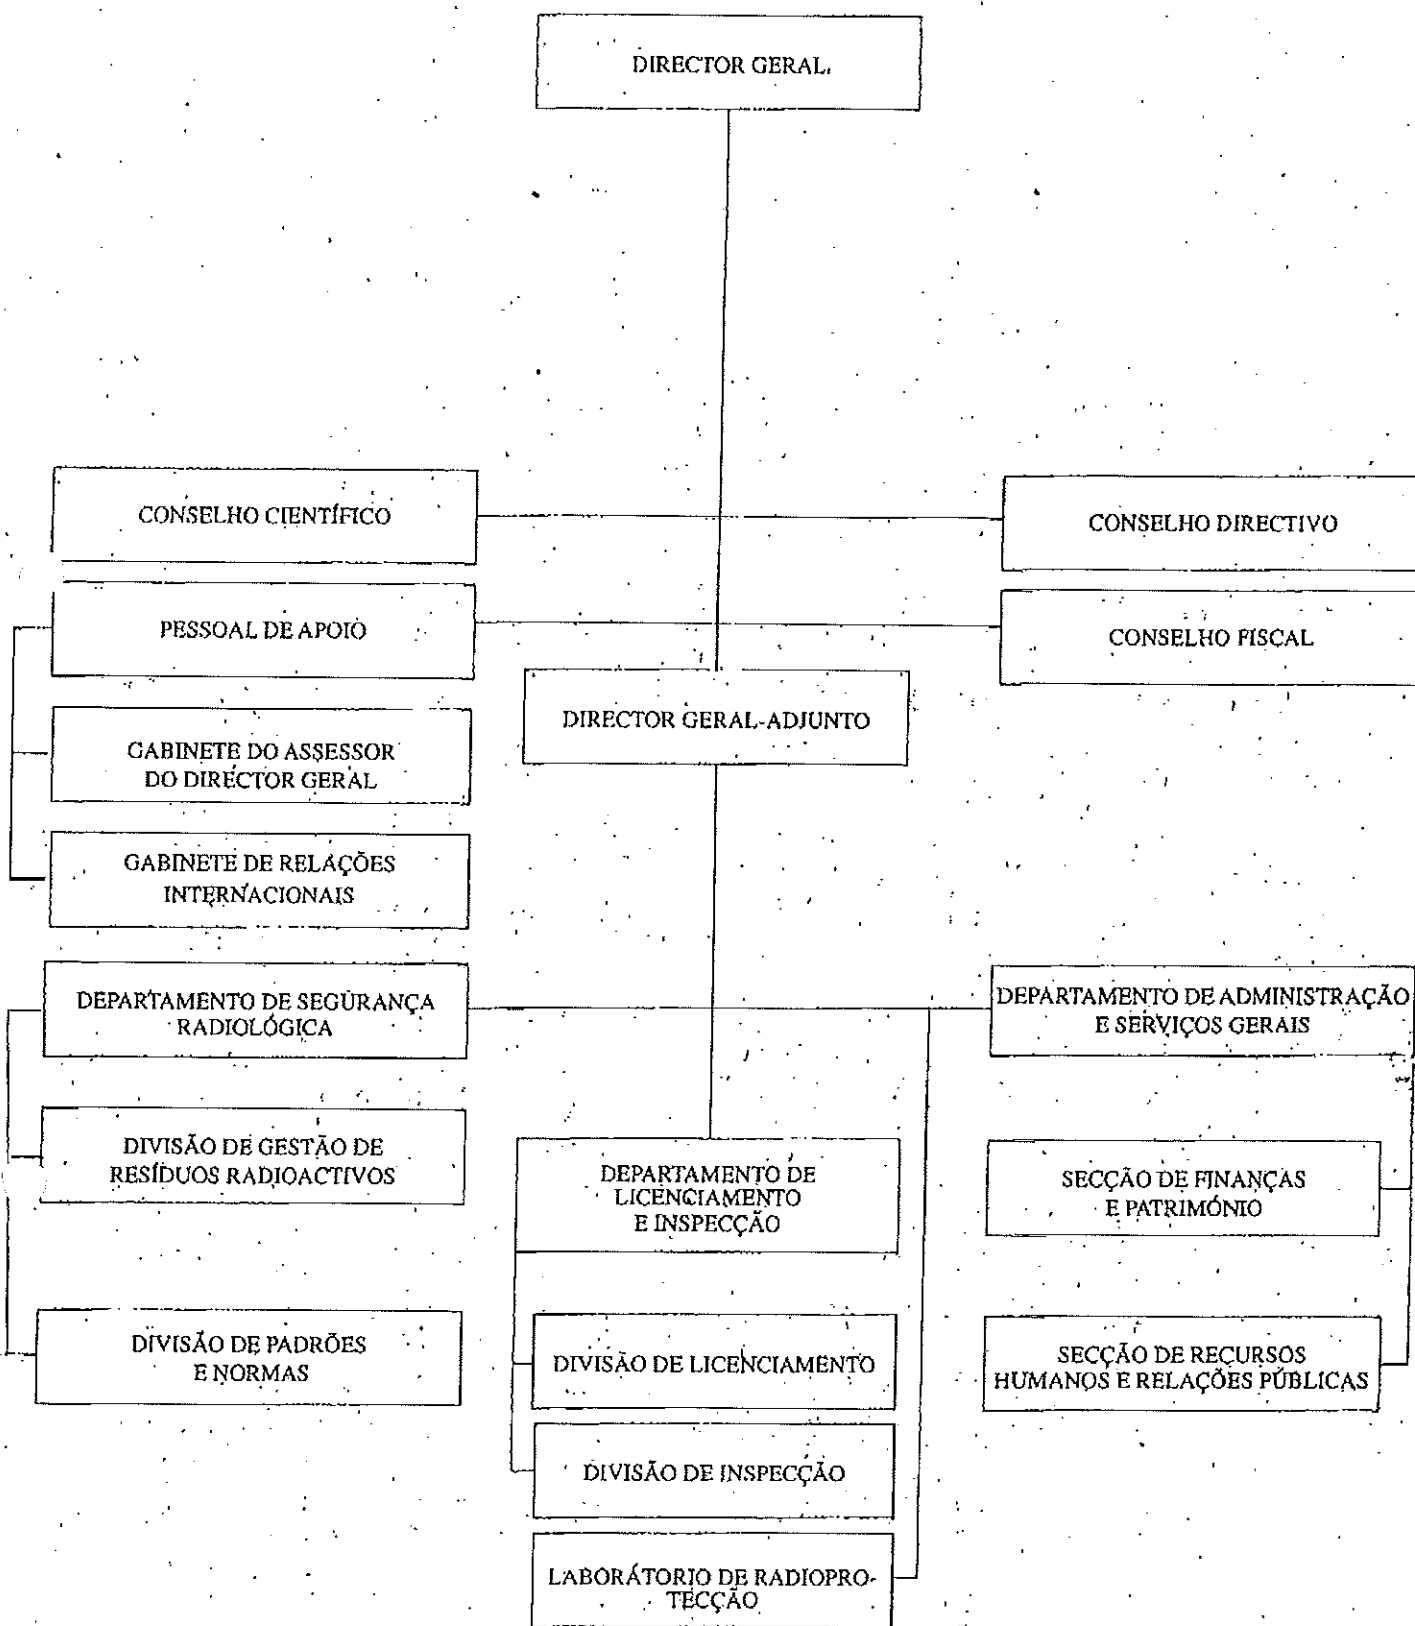 DIRECTOR GERAL
CONSELHO CIENTÍFICO
CONSELHO DIRECTIVO
PESSOAL DE APOIO
CONSELHO FISCAL
DIRECTOR GERAL-ADJUNTO
GABINETE DO ASSESSOR
DO DIRECTOR GERAL
GABINETE DE RELAÇÕES
INTERNACIONAIS
DEPARTAMENTO DE SEGURANÇA
RADIOLÓGICA
DEPARTAMENTO DE ADMINISTRAÇÃO
E SERVIÇOS GERAIS
DIVISÃO DE GESTÃO DE
RESÍDUOS RADIOACTIVOS
DEPARTAMENTO DE
LICENCIAMENTO
E INSPECÇÃO
SECÇÃO DE FINANÇAS
E PATRIMÓNIO
DIVISÃO DE PADRÕES
E NORMAS
DIVISÃO DE LICENCIAMENTO
SECÇÃO DE RECURSOS
HUMANOS E RELAÇÕES PÚBLICAS
DIVISÃO DE INSPECÇÃO
LABORÁTORIO DE RADIOPRO-
TECÇÃO